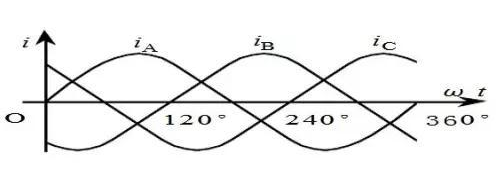 i i_A i_B i_C
ω t
O 120° 240° 360°